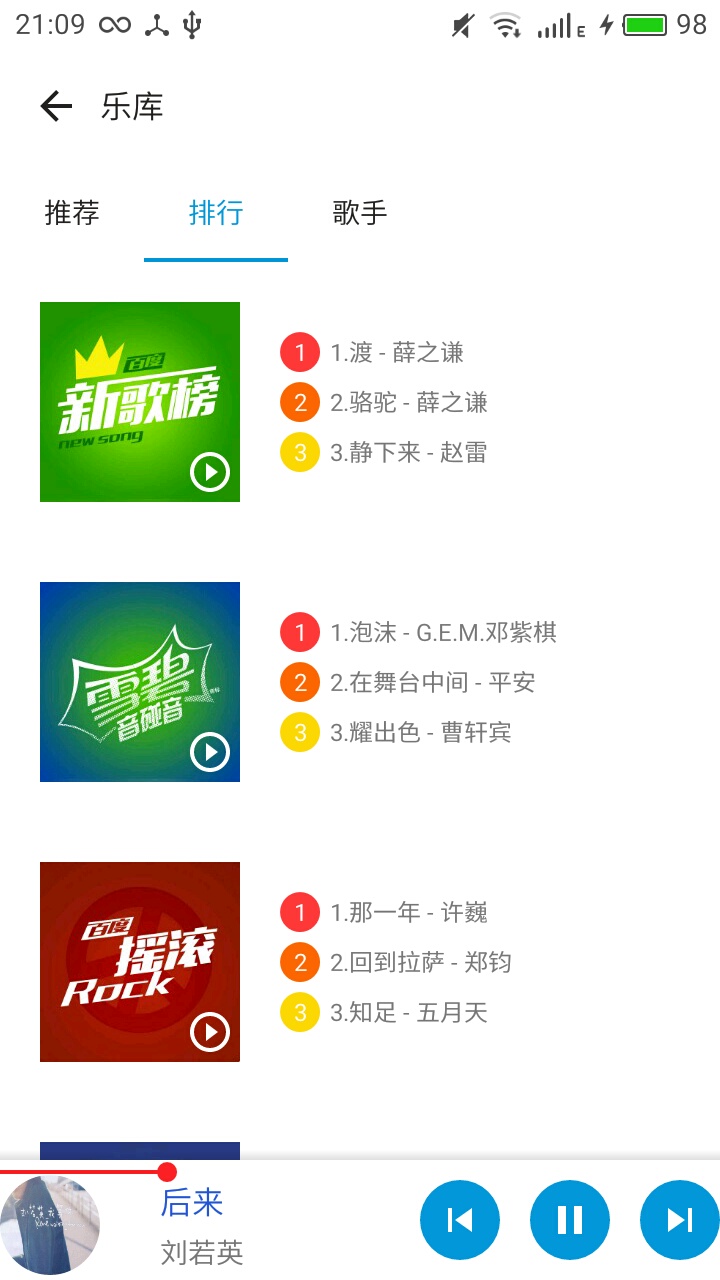 21:09
E
98
乐库
推荐 排行 歌手
百度
新歌榜
new song
1 1.渡 - 薛之谦
2 2.骆驼 - 薛之谦
3 3.静下来 - 赵雷
雪碧
音碰音
1 1.泡沫 - G.E.M.邓紫棋
2 2.在舞台中间 - 平安
3 3.耀出色 - 曹轩宾
百度
摇滚
Rock
1 1.那一年 - 许巍
2 2.回到拉萨 - 郑钧
3 3.知足 - 五月天
后来
刘若英